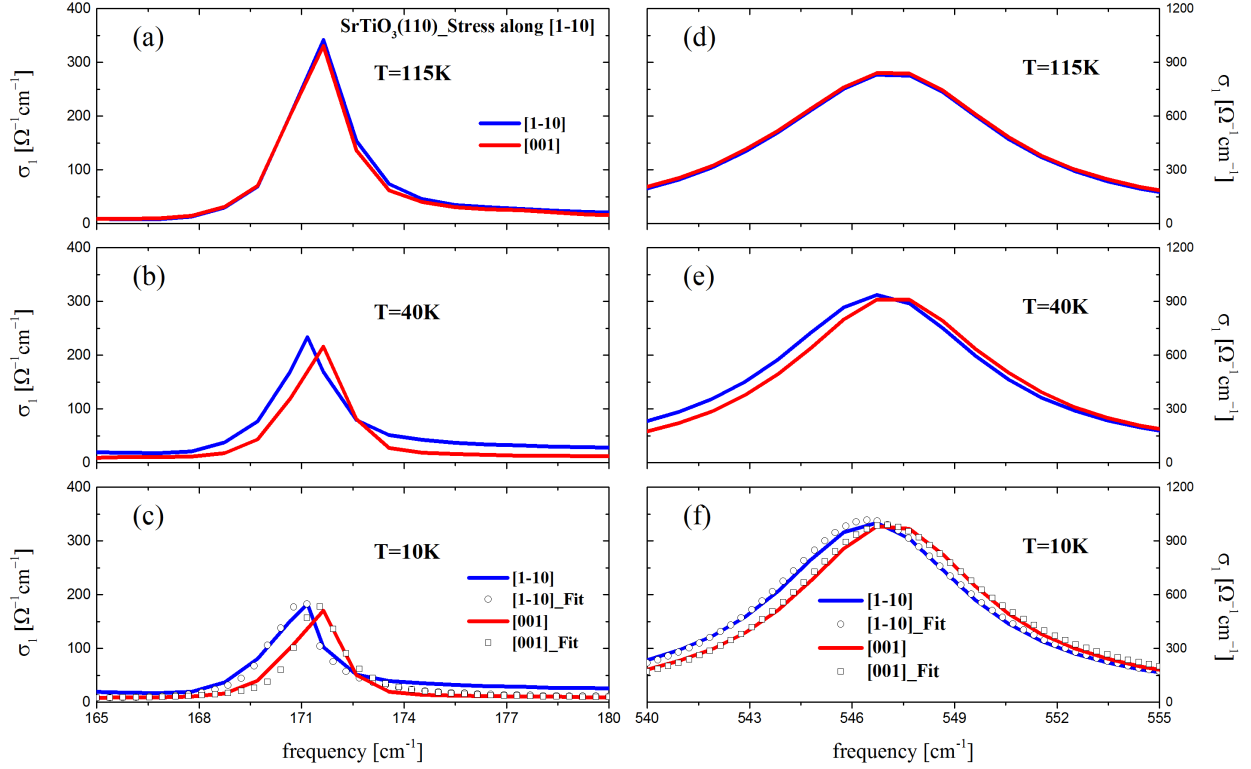 (a)
SrTiO₃(110)_Stress along [1-10]
T=115K
[1-10]
[001]
400
300
200
100
0
σ₁ [Ω⁻¹cm⁻¹]
(d)
T=115K
1200
900
600
300
0
σ₁ [Ω⁻¹cm⁻¹]
(b)
T=40K
400
300
200
100
0
σ₁ [Ω⁻¹cm⁻¹]
(e)
T=40K
1200
900
600
300
0
σ₁ [Ω⁻¹cm⁻¹]
(c)
T=10K
[1-10]
[1-10]_Fit
[001]
[001]_Fit
400
300
200
100
0
σ₁ [Ω⁻¹cm⁻¹]
165 168 171 174 177 180
frequency [cm⁻¹]
(f)
T=10K
[1-10]
[1-10]_Fit
[001]
[001]_Fit
1200
900
600
300
0
σ₁ [Ω⁻¹cm⁻¹]
540 543 546 549 552 555
frequency [cm⁻¹]